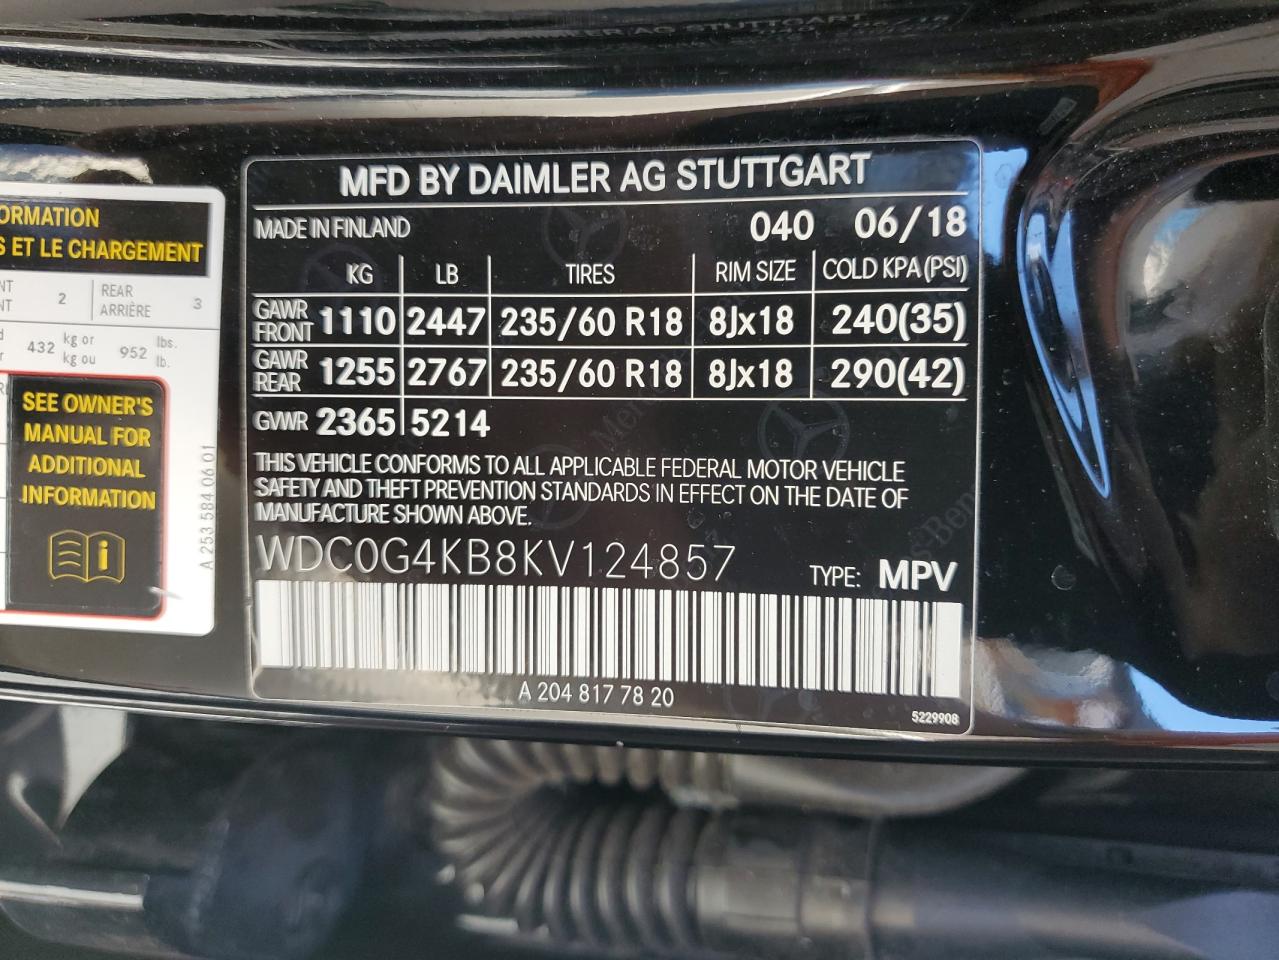 ORMATION
S ET LE CHARGEMENT
NT 2 REAR 3
NT ARRIÈRE
432 kg or 952 lbs.
kg ou lb.
SEE OWNER'S
MANUAL FOR
ADDITIONAL
INFORMATION
A 253 584 06 01
MFD BY DAIMLER AG STUTTGART
MADE IN FINLAND 040 06/18
KG LB TIRES RIM SIZE COLD KPA(PSI)
GAWR FRONT 1110 2447 235/60 R18 8Jx18 240(35)
GAWR REAR 1255 2767 235/60 R18 8Jx18 290(42)
GVWR 2365 5214
THIS VEHICLE CONFORMS TO ALL APPLICABLE FEDERAL MOTOR VEHICLE
SAFETY AND THEFT PREVENTION STANDARDS IN EFFECT ON THE DATE OF
MANUFACTURE SHOWN ABOVE.
WDC0G4KB8KV124857
TYPE: MPV
A 204 817 78 20
5229908